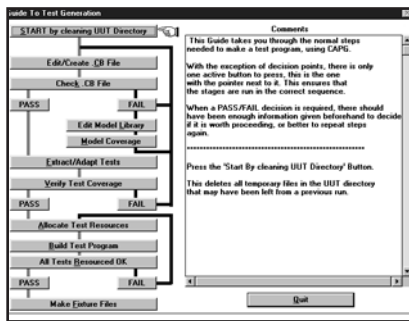 Guide To Test Generation
START by cleaning UUT Directory
Edit/Create .CB File
Check .CB File
PASS
FAIL
Edit Model Library
Model Coverage
Extract/Adapt Tests
Verify Test Coverage
PASS
FAIL
Allocate Test Resources
Build Test Program
All Tests Resourced OK
PASS
FAIL
Make Fixture Files
Comments
This Guide takes you through the normal steps
needed to make a test program, using CAPG.
With the exception of decision points, there is only
one active button to press, this is the one
with the pointer next to it. This ensures that
the stages are run in the correct sequence.
When a PASS/FAIL decision is required, there should
have been enough information given beforehand to decide
if it is worth proceeding, or better to repeat steps
again.
********************************************************
Press the 'Start By cleaning UUT Directory' Button.
This deletes all temporary files in the UUT directory
that may have been left from a previous run.
Quit